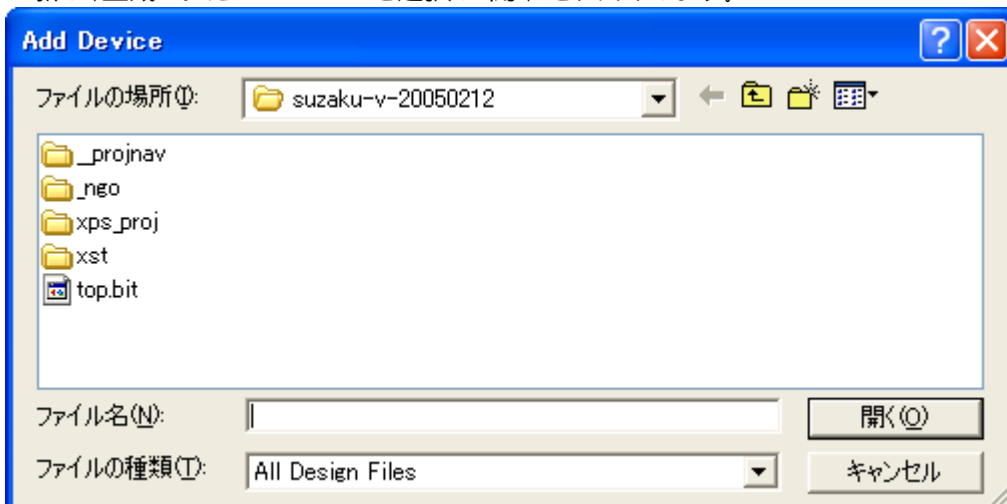 Add Device
ファイルの場所(I):
suzaku-v-20050212
__projnav
_ngo
xps_proj
xst
top.bit
ファイル名(N):
開く(O)
ファイルの種類(T):
All Design Files
キャンセル